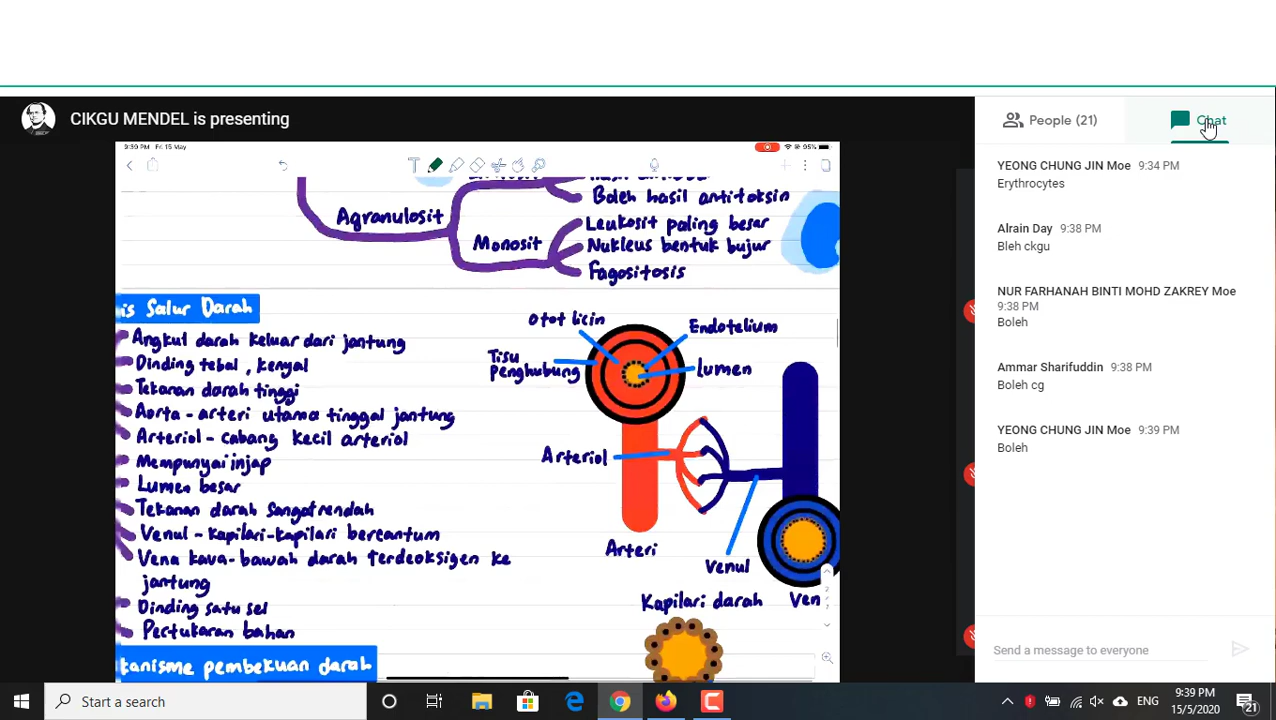 CIKGU MENDEL is presenting
People (21)
Chat
9:39 PM Fri 15 May
95%
Boleh hasil antitoksin
Agranulosit
Leukosit paling besar
Monosit
Nukleus bentuk bujur
Fagositosis
is Salur Darah
Angkut darah keluar dari jantung
Dinding tebal, kenyal
Tekanan darah tinggi
Aorta - arteri utama tinggal jantung
Arteriol - cabang kecil arteriol
Mempunyai injap
Lumen besar
Tekanan darah sangat rendah
Venul - kapilari-kapilari bercantum
Vena kava - bawah darah terdeoksigen ke
jantung
Dinding satu sel
Pertukaran bahan
kanisme pembekuan darah
Otot licin
Endotelium
Tisu
Penghubung
Lumen
Arteriol
Arteri
Venul
Kapilari darah
Ven
YEONG CHUNG JIN Moe 9:34 PM
Erythrocytes
Alrain Day 9:38 PM
Bleh ckgu
NUR FARHANAH BINTI MOHD ZAKREY Moe
9:38 PM
Boleh
Ammar Sharifuddin 9:38 PM
Boleh cg
YEONG CHUNG JIN Moe 9:39 PM
Boleh
Send a message to everyone
Start a search
ENG
9:39 PM
15/5/2020
21